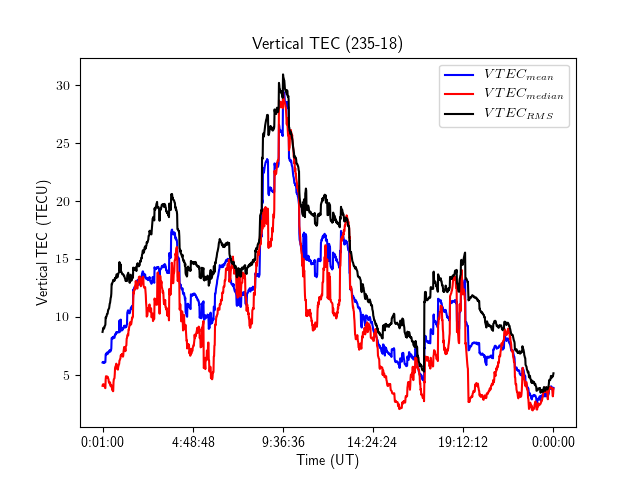 Vertical TEC (235-18)
VTEC_mean
VTEC_median
VTEC_RMS
Vertical TEC (TECU)
30
25
20
15
10
5
0:01:00 4:48:48 9:36:36 14:24:24 19:12:12 0:00:00
Time (UT)